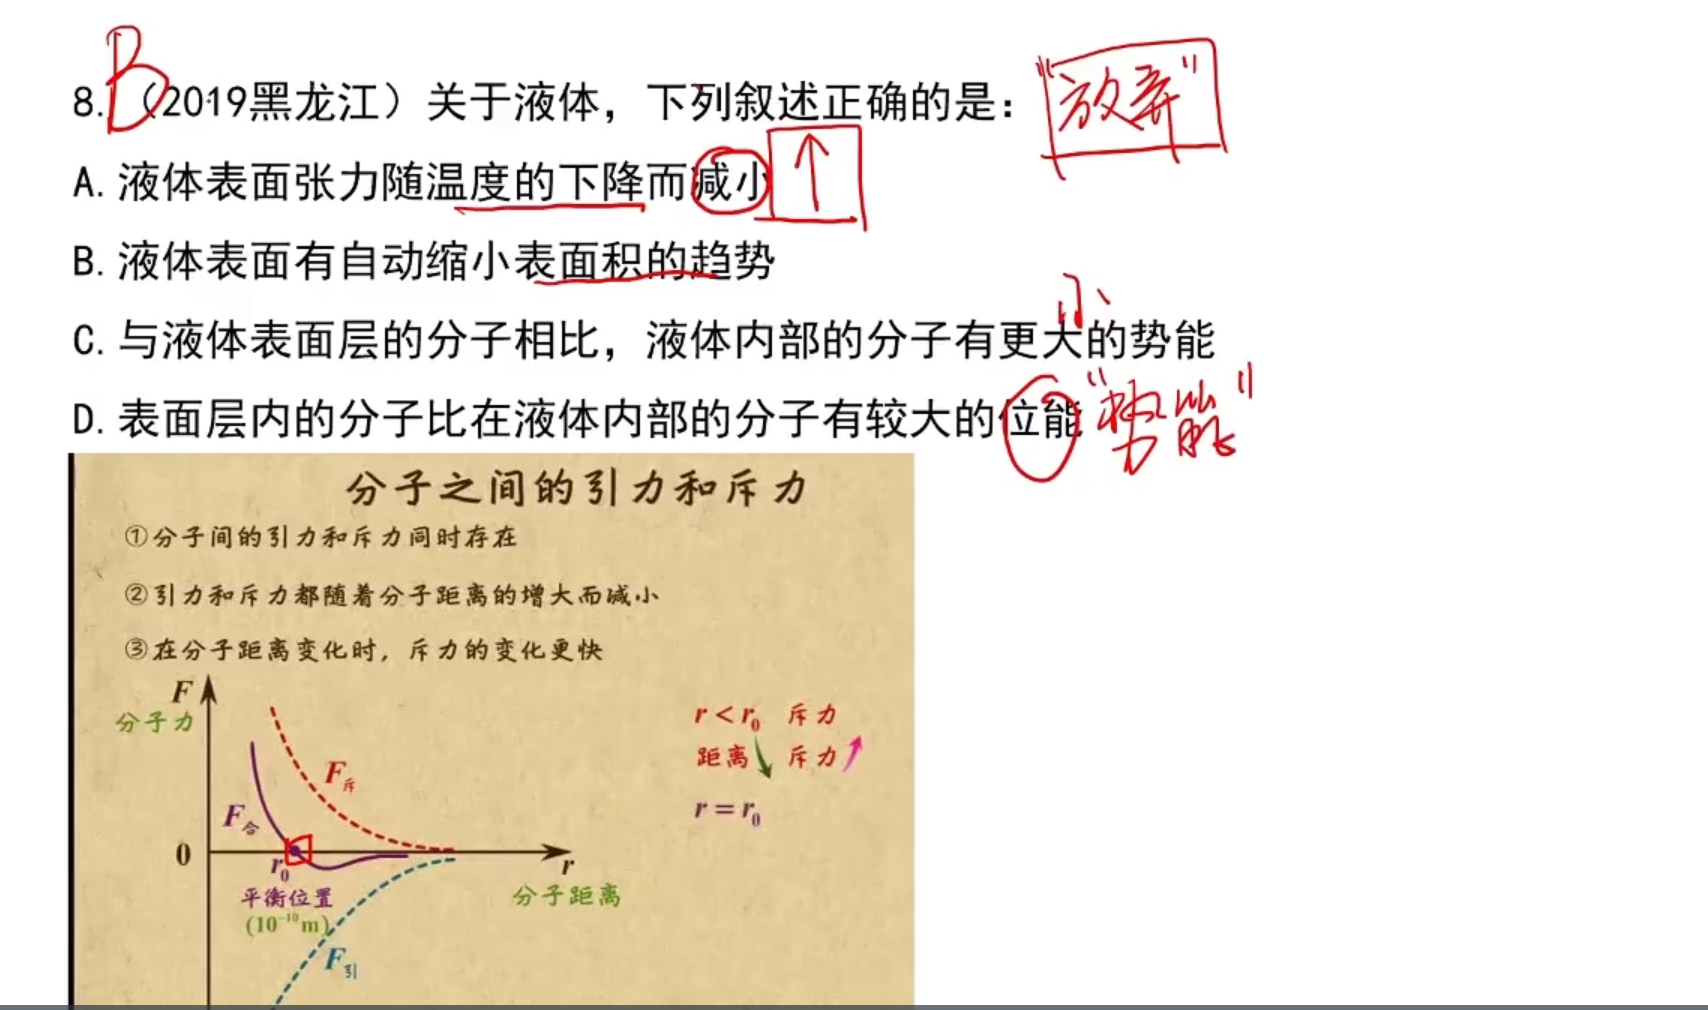 B
8. （2019黑龙江）关于液体，下列叙述正确的是： "放弃"
A. 液体表面张力随温度的下降而减小 ↑
B. 液体表面有自动缩小表面积的趋势
小
C. 与液体表面层的分子相比，液体内部的分子有更大的势能
D. 表面层内的分子比在液体内部的分子有较大的位能 "势能"
分子之间的引力和斥力
①分子间的引力和斥力同时存在
②引力和斥力都随着分子距离的增大而减小
③在分子距离变化时，斥力的变化更快
F
分子力
r < r₀ 斥力
距离 斥力
F斥
F合
r = r₀
0
r₀
r
平衡位置
分子距离
(10⁻¹⁰m)
F引